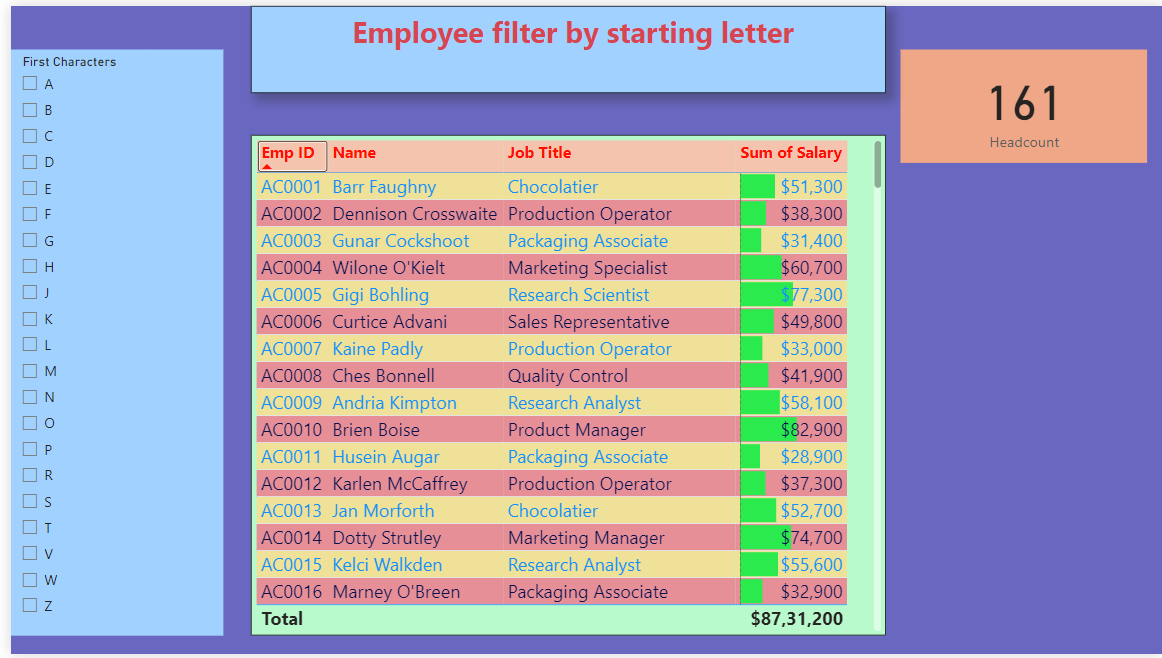 Employee filter by starting letter
First Characters
A
B
C
D
E
F
G
H
J
K
L
M
N
O
P
R
S
T
V
W
Z
161
Headcount
Emp ID Name Job Title Sum of Salary
AC0001 Barr Faughny Chocolatier $51,300
AC0002 Dennison Crosswaite Production Operator $38,300
AC0003 Gunar Cockshoot Packaging Associate $31,400
AC0004 Wilone O'Kielt Marketing Specialist $60,700
AC0005 Gigi Bohling Research Scientist $77,300
AC0006 Curtice Advani Sales Representative $49,800
AC0007 Kaine Padly Production Operator $33,000
AC0008 Ches Bonnell Quality Control $41,900
AC0009 Andria Kimpton Research Analyst $58,100
AC0010 Brien Boise Product Manager $82,900
AC0011 Husein Augar Packaging Associate $28,900
AC0012 Karlen McCaffrey Production Operator $37,300
AC0013 Jan Morforth Chocolatier $52,700
AC0014 Dotty Strutley Marketing Manager $74,700
AC0015 Kelci Walkden Research Analyst $55,600
AC0016 Marney O'Breen Packaging Associate $32,900
Total $87,31,200